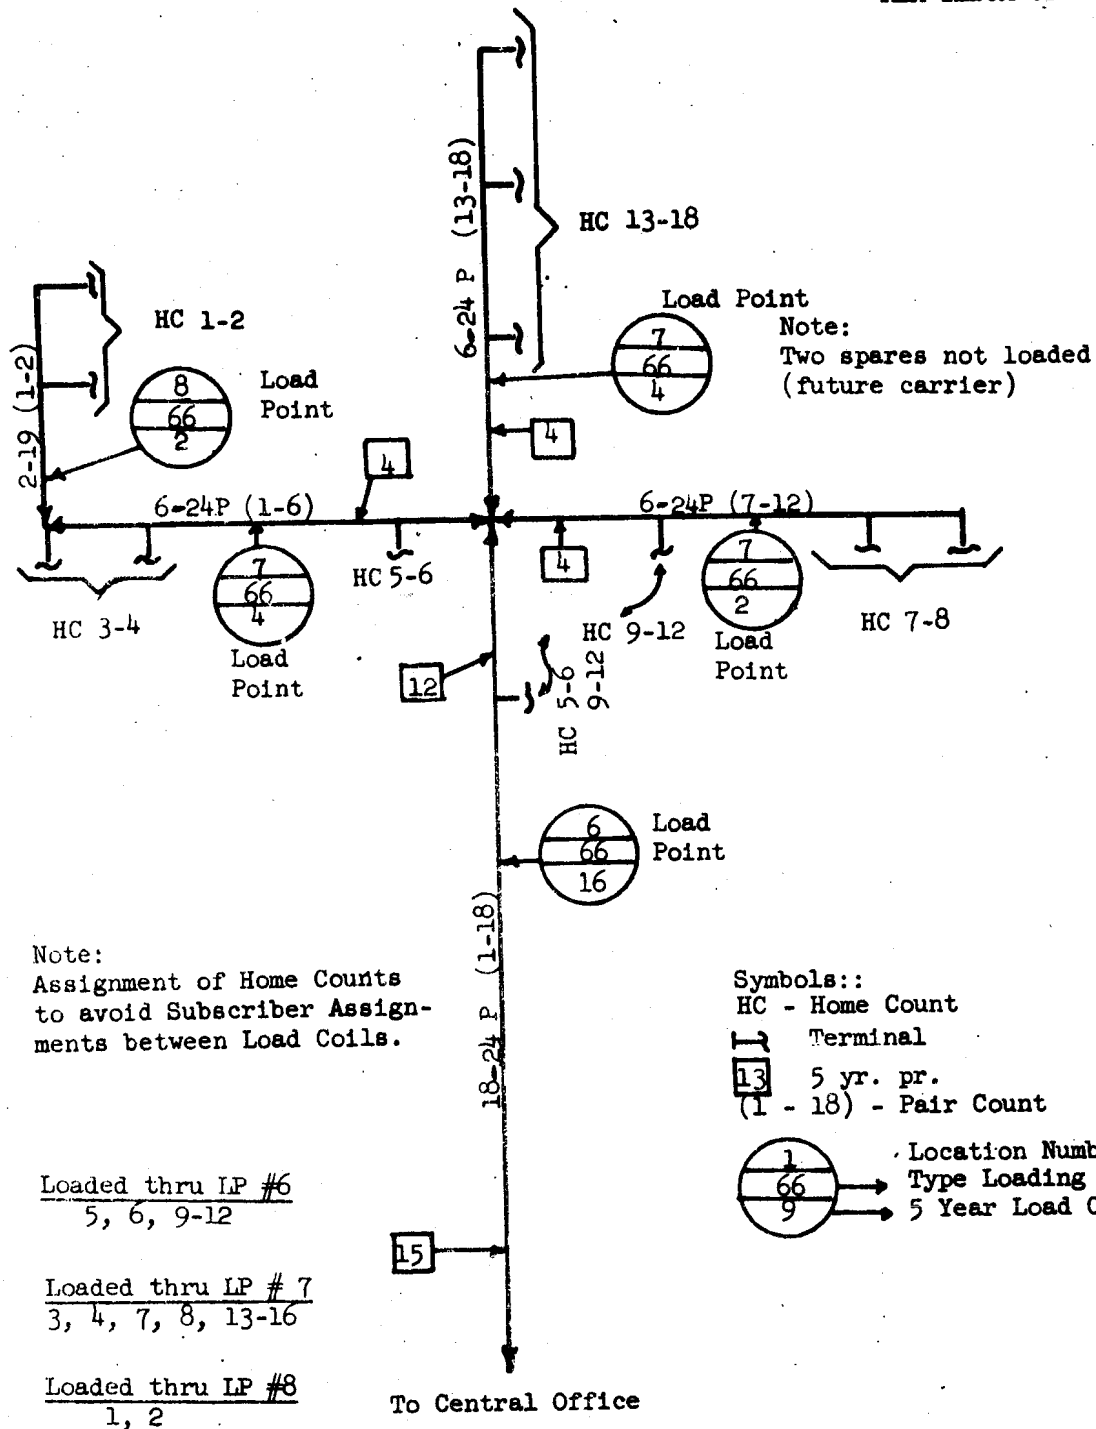 HC 13-18
6-24 P (13-18)
Load Point
7
66
4
Note:
Two spares not loaded
(future carrier)
HC 1-2
2-19 (1-2)
8
66
2
Load
Point
4
4
6-24P (1-6)
6-24P (7-12)
7
66
4
Load
Point
HC 5-6
4
7
66
2
Load
Point
HC 3-4
HC 9-12
HC 7-8
12
HC 5-6
9-12
6
66
16
Load
Point
18-24 P (1-18)
Note:
Assignment of Home Counts
to avoid Subscriber Assign-
ments between Load Coils.
Symbols::
HC - Home Count
Terminal
13 5 yr. pr.
(1 - 18) - Pair Count
1
66
9
Location
Type Loading
5 Year Load
Loaded thru LP #6
5, 6, 9-12
15
Loaded thru LP # 7
3, 4, 7, 8, 13-16
Loaded thru LP #8
1, 2
To Central Office